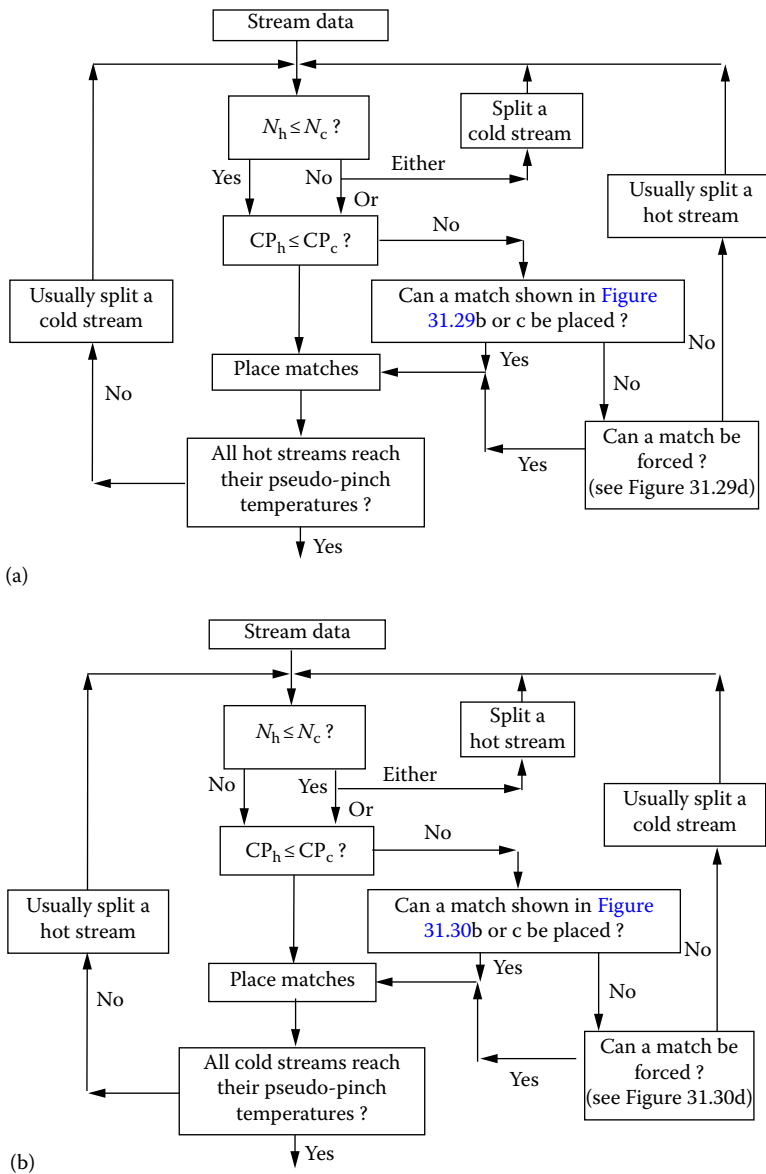 Stream data
N_h ≤ N_c ?
Split a
cold stream
Yes
No
Either
Or
Usually split a
hot stream
CP_h ≤ CP_c ?
No
Usually split a
cold stream
Can a match shown in Figure
31.29b or c be placed ?
No
Place matches
Yes
No
No
All hot streams reach
their pseudo-pinch
temperatures ?
Yes
Can a match be
forced ?
(see Figure 31.29d)
Yes
(a)
Stream data
N_h ≤ N_c ?
Split a
hot stream
No
Yes
Either
Or
Usually split a
cold stream
CP_h ≤ CP_c ?
No
Usually split a
hot stream
Can a match shown in Figure
31.30b or c be placed ?
No
Place matches
Yes
No
No
All cold streams reach
their pseudo-pinch
temperatures ?
Yes
Can a match be
forced ?
(see Figure 31.30d)
Yes
(b)